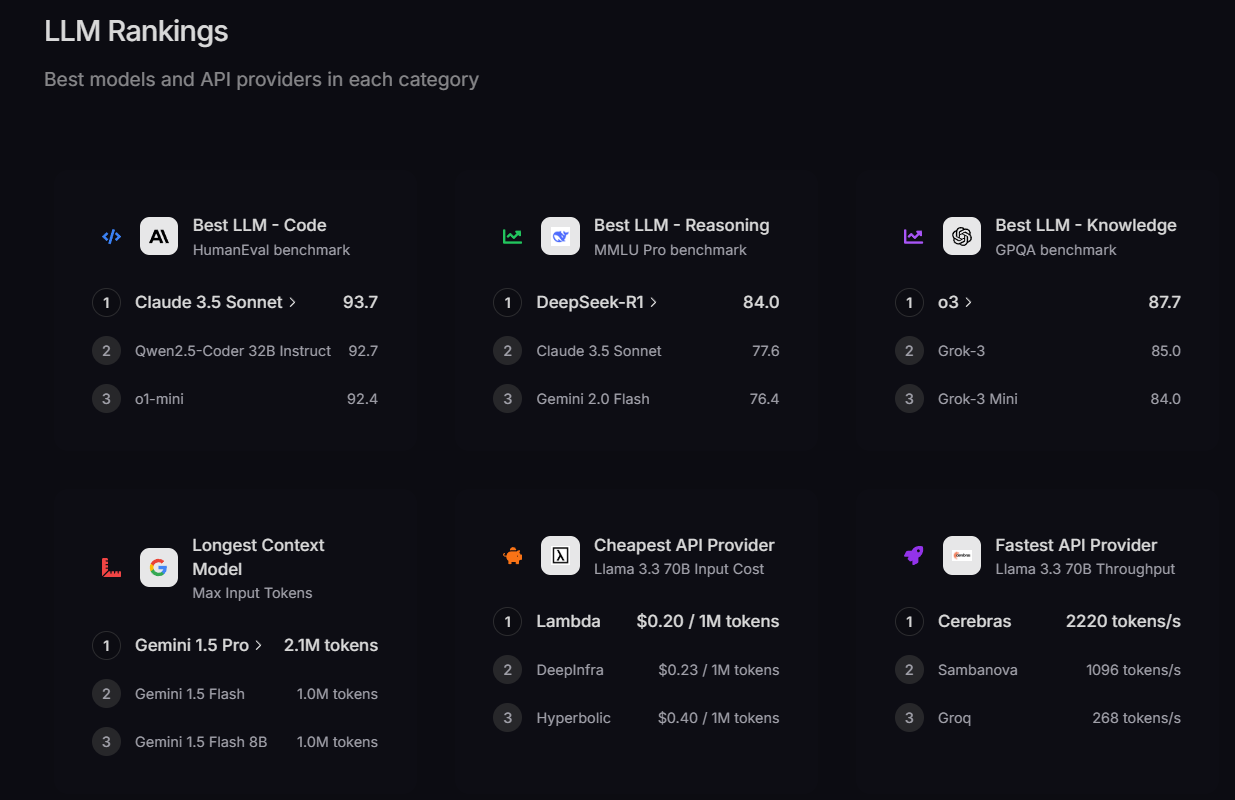 LLM Rankings
Best models and API providers in each category
Best LLM - Code
HumanEval benchmark
1 Claude 3.5 Sonnet > 93.7
2 Qwen2.5-Coder 32B Instruct 92.7
3 o1-mini 92.4
Best LLM - Reasoning
MMLU Pro benchmark
1 DeepSeek-R1 > 84.0
2 Claude 3.5 Sonnet 77.6
3 Gemini 2.0 Flash 76.4
Best LLM - Knowledge
GPQA benchmark
1 o3 > 87.7
2 Grok-3 85.0
3 Grok-3 Mini 84.0
Longest Context
Model
Max Input Tokens
1 Gemini 1.5 Pro > 2.1M tokens
2 Gemini 1.5 Flash 1.0M tokens
3 Gemini 1.5 Flash 8B 1.0M tokens
Cheapest API Provider
Llama 3.3 70B Input Cost
1 Lambda $0.20 / 1M tokens
2 DeepInfra $0.23 / 1M tokens
3 Hyperbolic $0.40 / 1M tokens
Fastest API Provider
Llama 3.3 70B Throughput
1 Cerebras 2220 tokens/s
2 Sambanova 1096 tokens/s
3 Groq 268 tokens/s